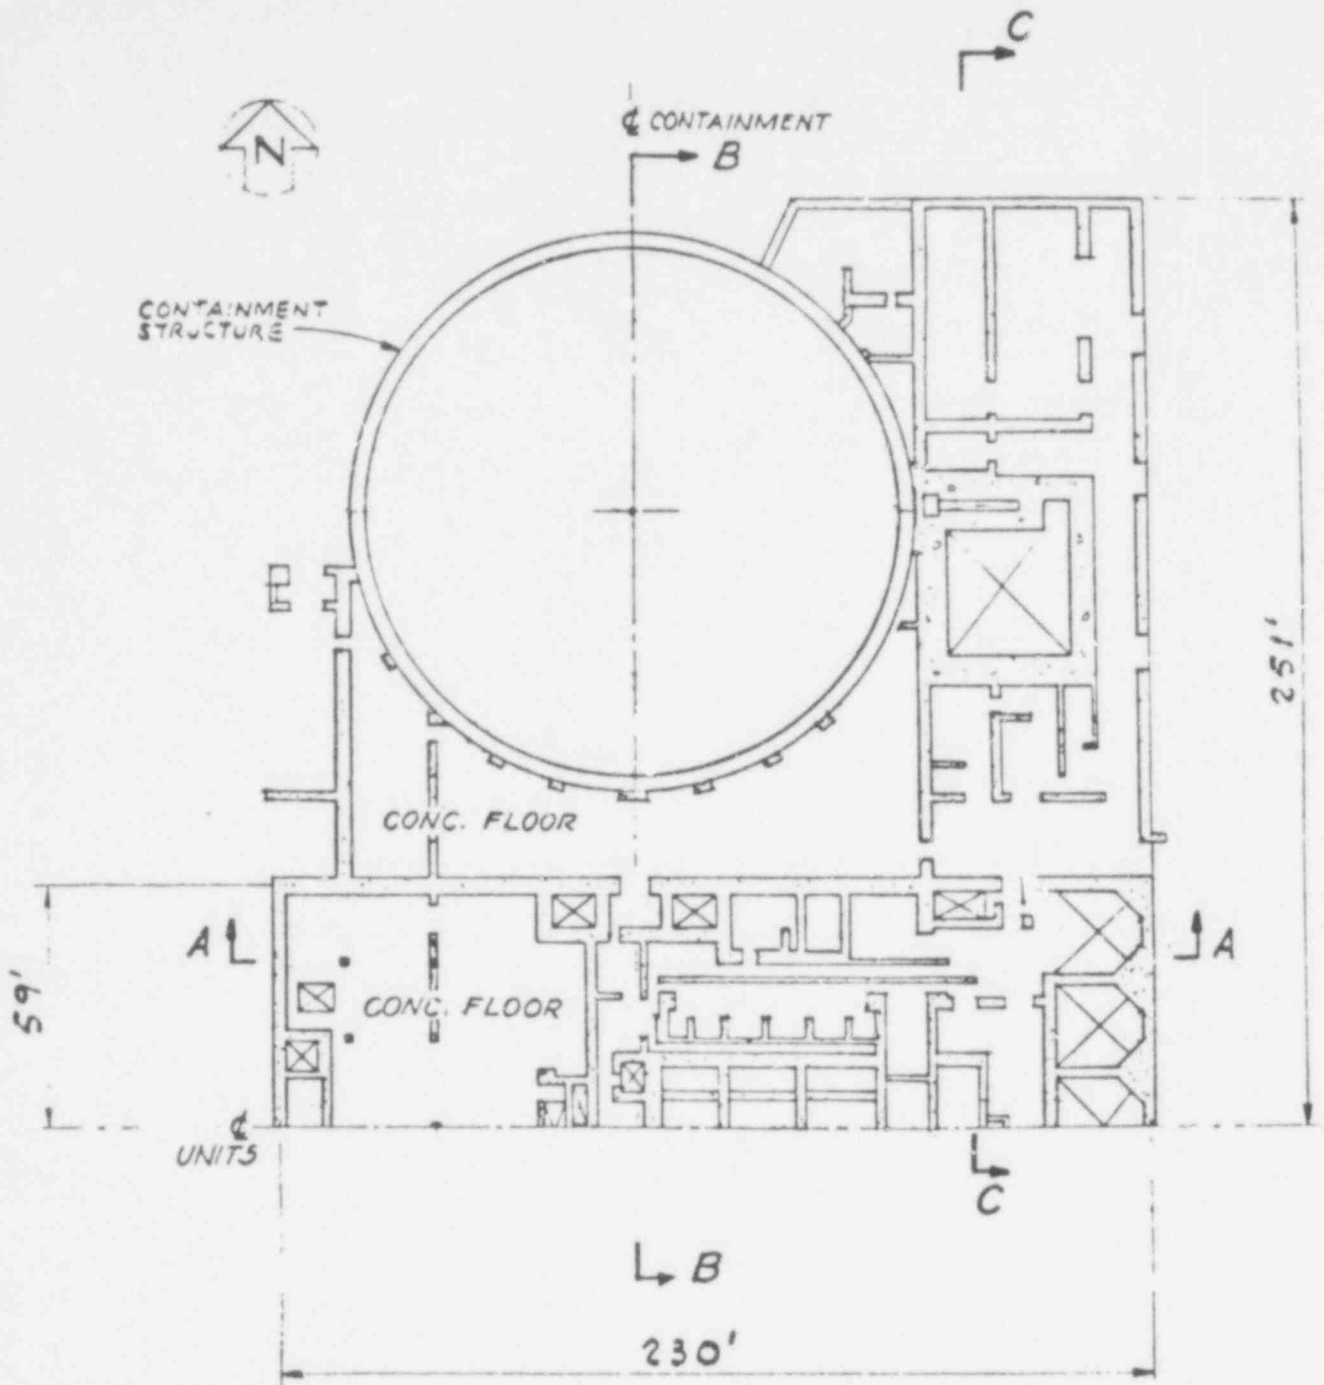 C
N
℄ CONTAINMENT
B
CONTAINMENT
STRUCTURE
251'
CONC. FLOOR
A
A
59'
CONC. FLOOR
℄
UNITS
C
B
230'